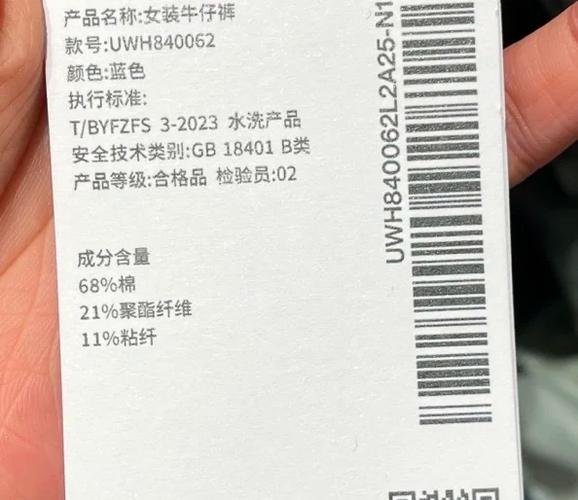 产品名称:女装牛仔裤
款号:UWH840062
颜色:蓝色
执行标准:
T/BYFZFS 3-2023 水洗产品
安全技术类别:GB 18401 B类
产品等级:合格品 检验员:02
成分含量
68%棉
21%聚酯纤维
11%粘纤
UWH840062L2A25-N1